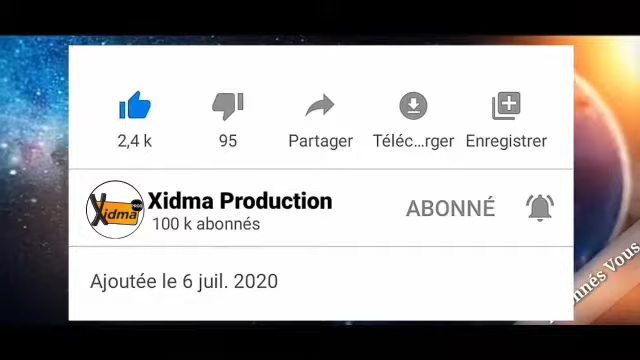 2,4 k
95
Partager
Téléc...rger
Enregistrer
Xidma
Xidma Production
100 k abonnés
ABONNÉ
Ajoutée le 6 juil. 2020
nnés Vous